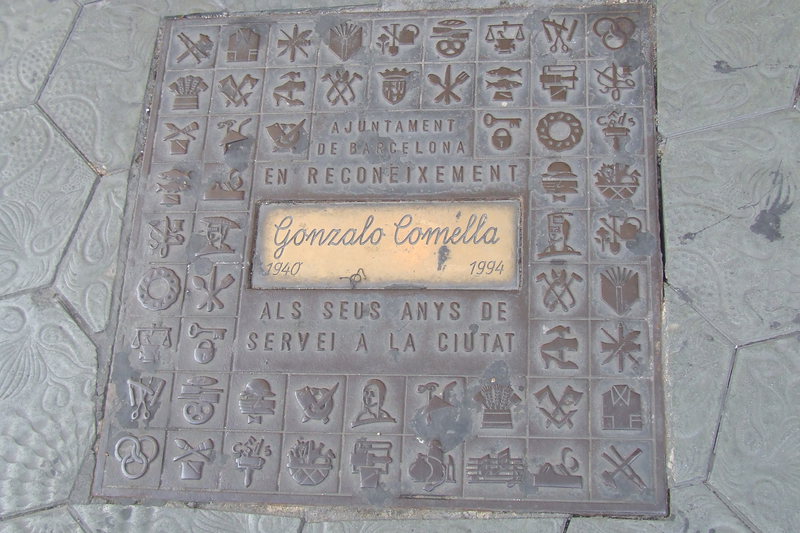 AJUNTAMENT
DE BARCELONA
EN RECONEIXEMENT
Gonzalo Comella
1940 1994
ALS SEUS ANYS DE
SERVEI A LA CIUTAT